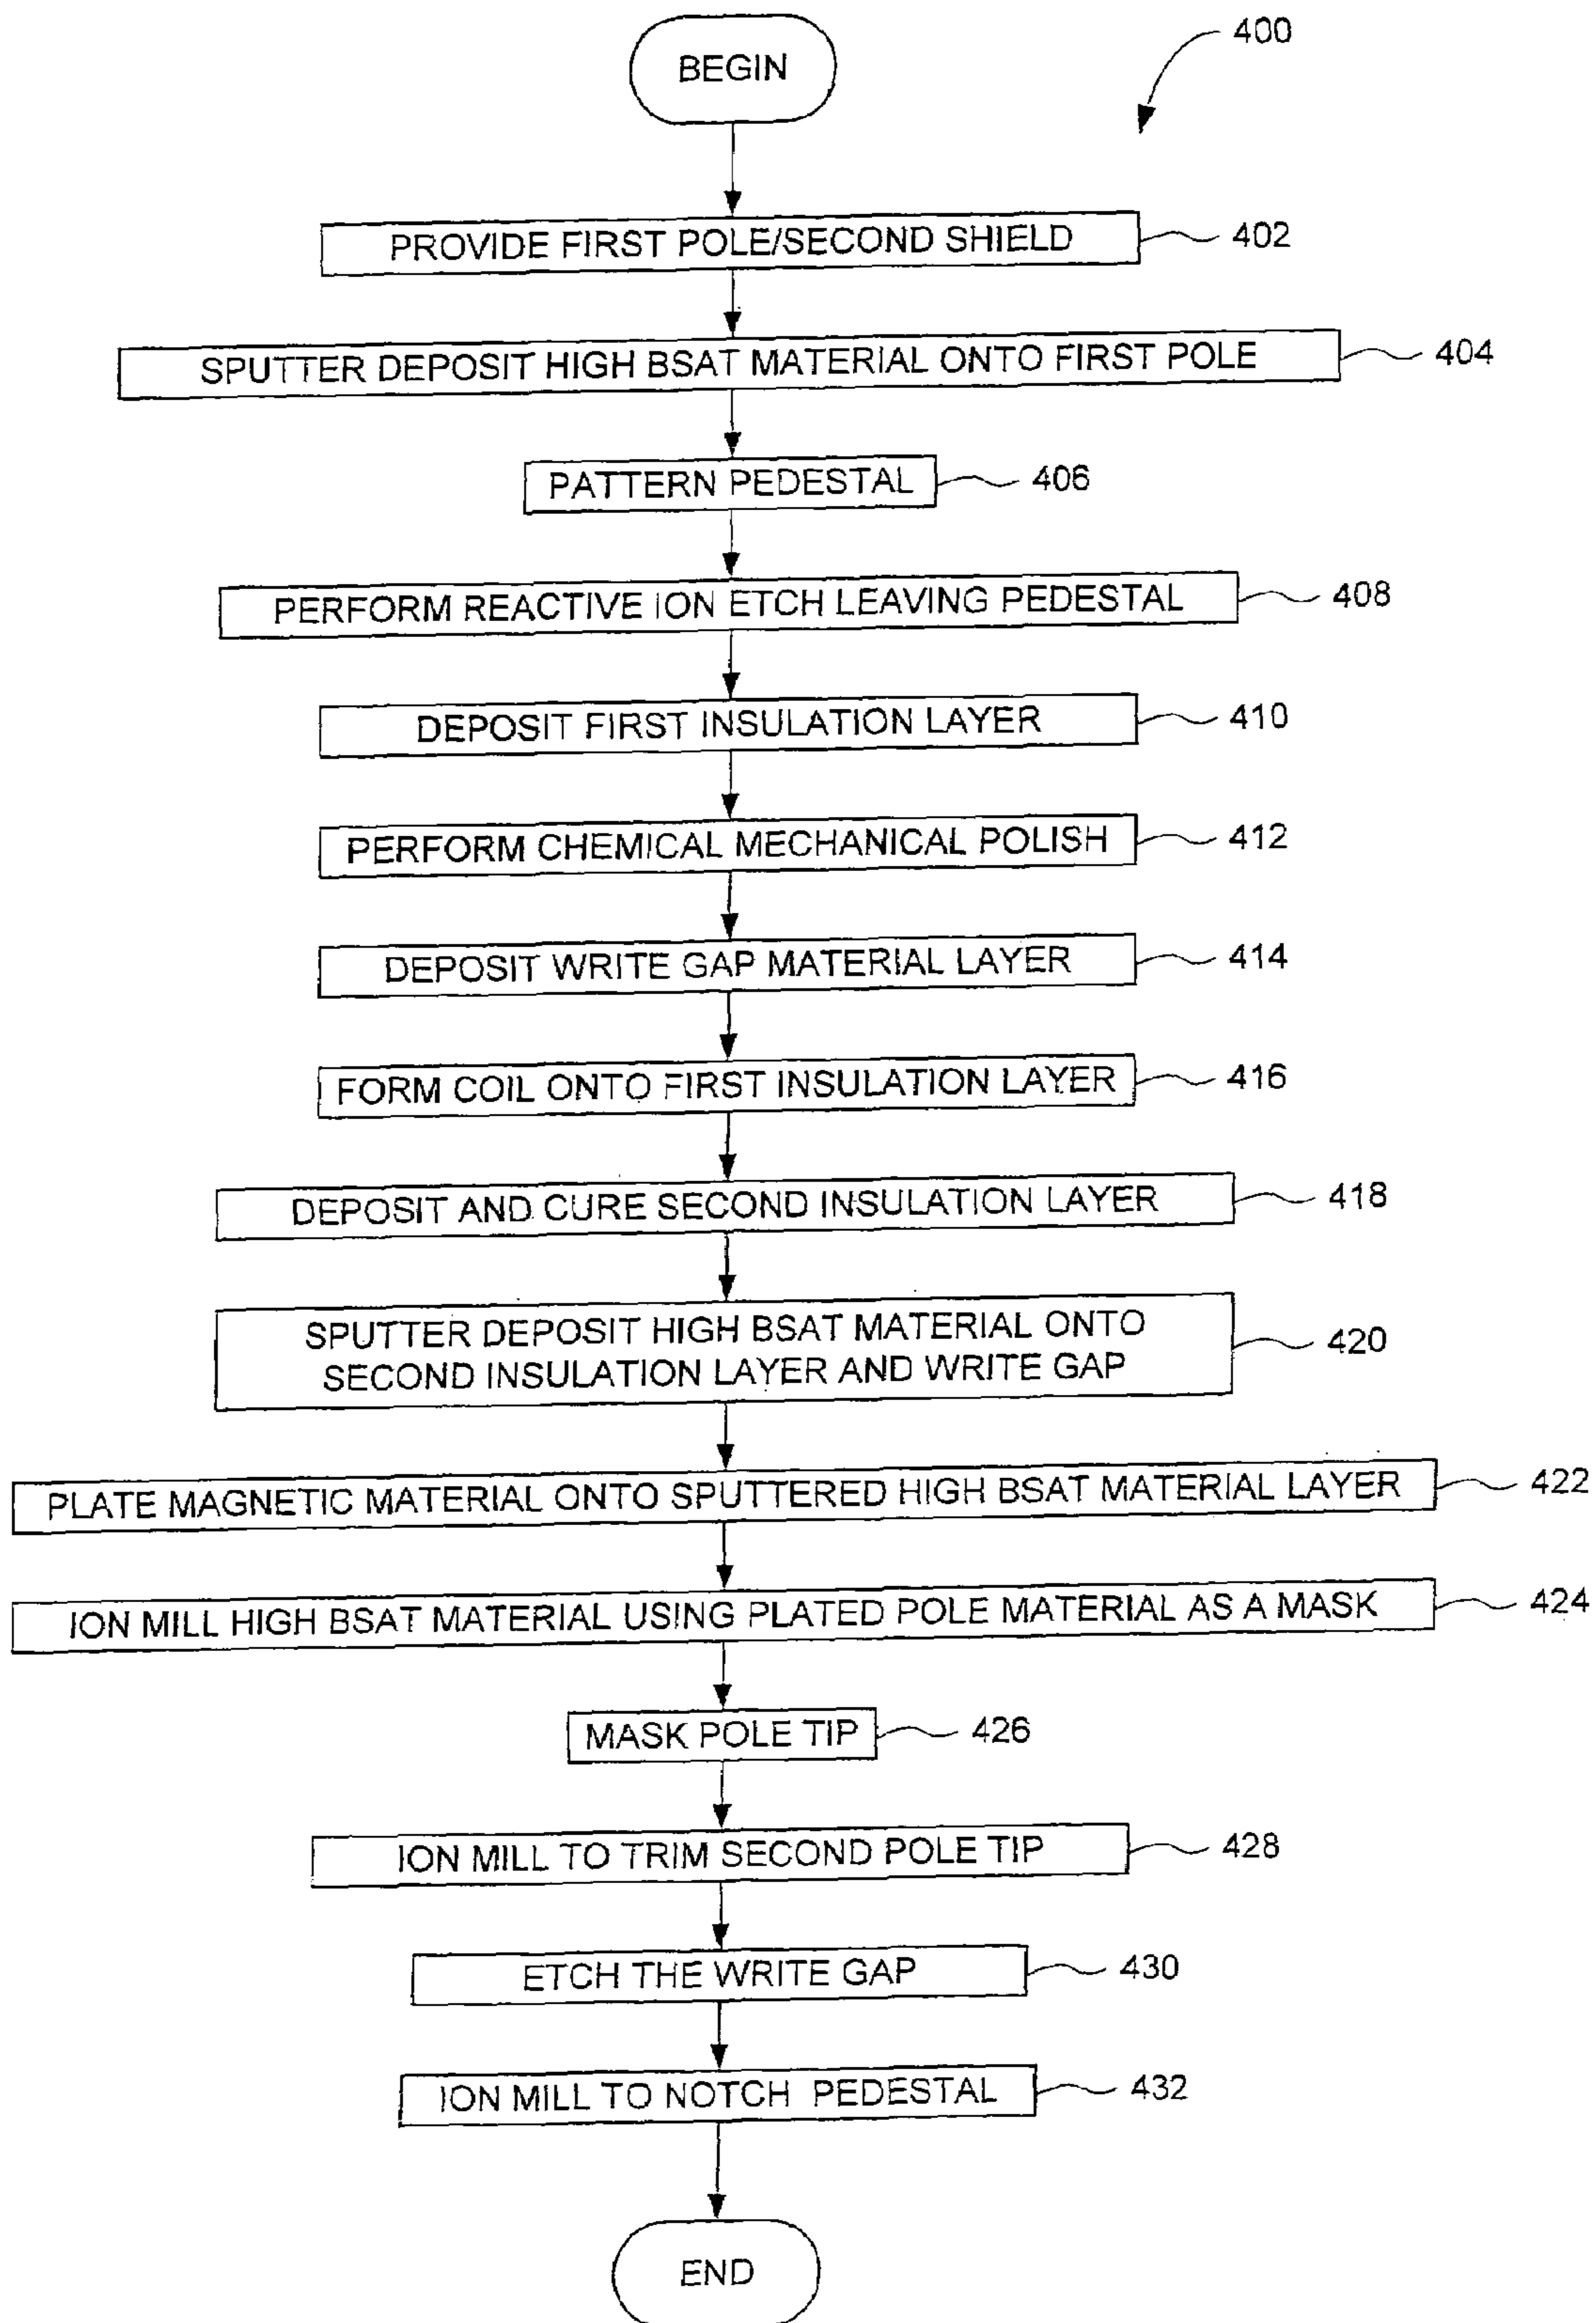 400
BEGIN
PROVIDE FIRST POLE/SECOND SHIELD
402
SPUTTER DEPOSIT HIGH BSAT MATERIAL ONTO FIRST POLE
404
PATTERN PEDESTAL
406
PERFORM REACTIVE ION ETCH LEAVING PEDESTAL
408
DEPOSIT FIRST INSULATION LAYER
410
PERFORM CHEMICAL MECHANICAL POLISH
412
DEPOSIT WRITE GAP MATERIAL LAYER
414
FORM COIL ONTO FIRST INSULATION LAYER
416
DEPOSIT AND CURE SECOND INSULATION LAYER
418
SPUTTER DEPOSIT HIGH BSAT MATERIAL ONTO
SECOND INSULATION LAYER AND WRITE GAP
420
PLATE MAGNETIC MATERIAL ONTO SPUTTERED HIGH BSAT MATERIAL LAYER
422
ION MILL HIGH BSAT MATERIAL USING PLATED POLE MATERIAL AS A MASK
424
MASK POLE TIP
426
ION MILL TO TRIM SECOND POLE TIP
428
ETCH THE WRITE GAP
430
ION MILL TO NOTCH PEDESTAL
432
END